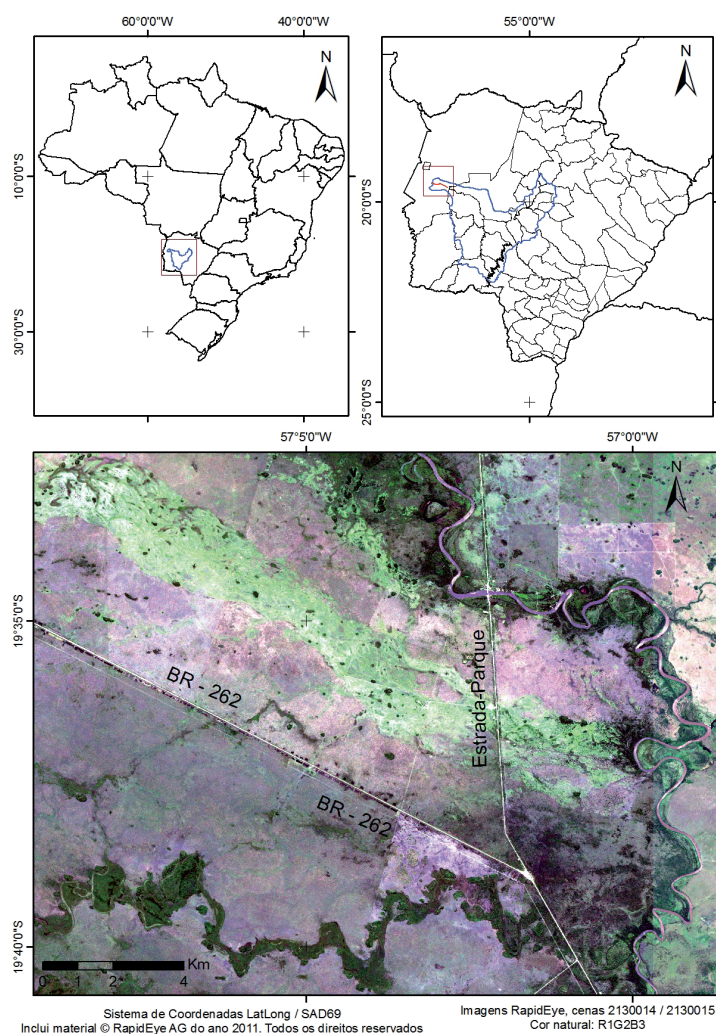 60°0'0"W
40°0'0"W
55°0'0"W
N
N
10°0'0"S
20°0'0"S
30°0'0"S
25°0'0"S
57°5'0"W
57°0'0"W
N
19°35'0"S
BR - 262
Estrada-Parque
BR - 262
19°40'0"S
Km
0 1 2 4
Sistema de Coordenadas LatLong / SAD69
Inclui material © RapidEye AG do ano 2011. Todos os direitos reservados
Imagens RapidEye, cenas 2130014 / 2130015
Cor natural: R1G2B3